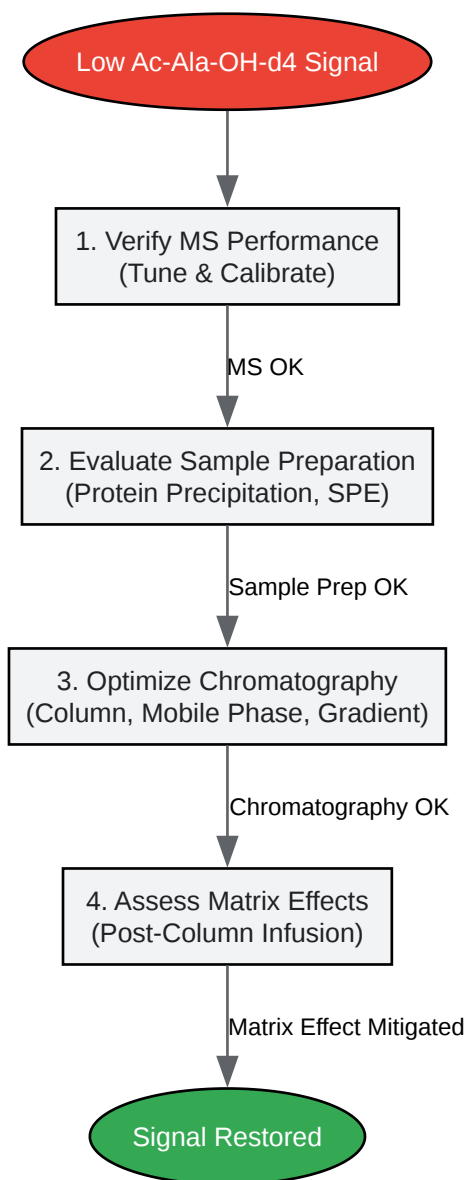 Low Ac-Ala-OH-d4 Signal
1. Verify MS Performance
(Tune & Calibrate)
MS OK
2. Evaluate Sample Preparation
(Protein Precipitation, SPE)
Sample Prep OK
3. Optimize Chromatography
(Column, Mobile Phase, Gradient)
Chromatography OK
4. Assess Matrix Effects
(Post-Column Infusion)
Matrix Effect Mitigated
Signal Restored